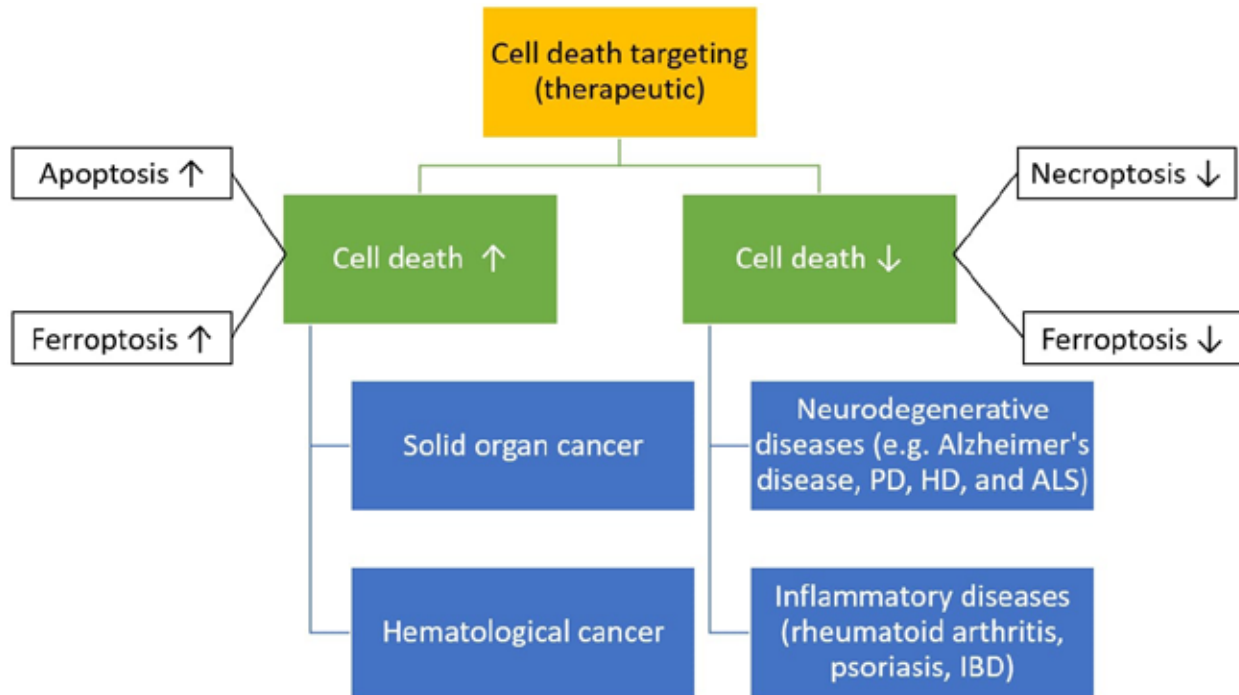 Cell death targeting
(therapeutic)
Apoptosis ↑
Necroptosis ↓
Cell death ↑
Cell death ↓
Ferroptosis ↑
Ferroptosis ↓
Solid organ cancer
Neurodegenerative
diseases (e.g. Alzheimer's
disease, PD, HD, and ALS)
Hematological cancer
Inflammatory diseases
(rheumatoid arthritis,
psoriasis, IBD)